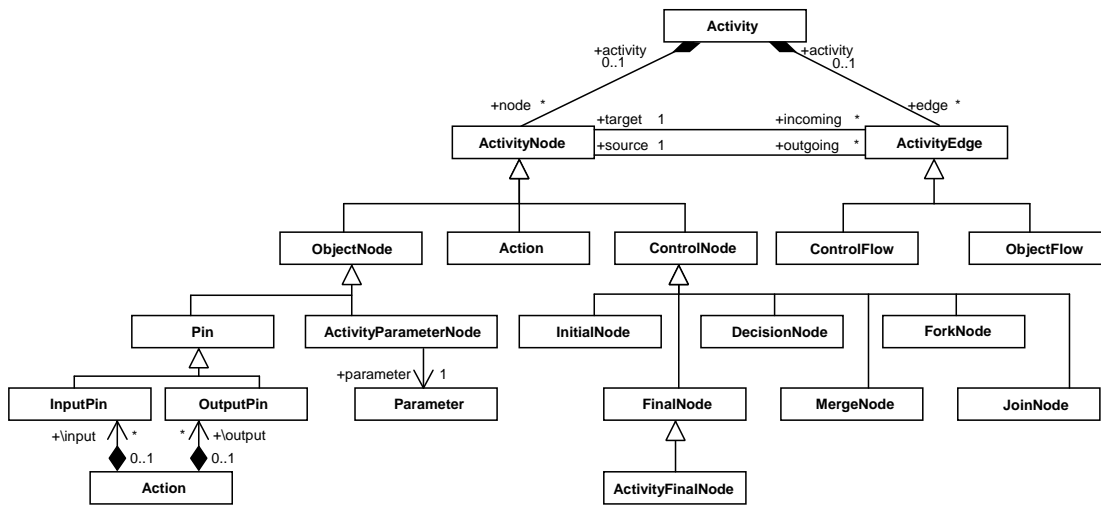 Activity
+activity +activity
0..1 0..1
+node * +edge *
+target 1 +incoming *
ActivityNode ActivityEdge
+source 1 +outgoing *
ObjectNode Action ControlNode ControlFlow ObjectFlow
Pin ActivityParameterNode InitialNode DecisionNode ForkNode
+parameter 1
InputPin OutputPin Parameter FinalNode MergeNode JoinNode
+\input * * +\output
0..1 0..1
Action ActivityFinalNode